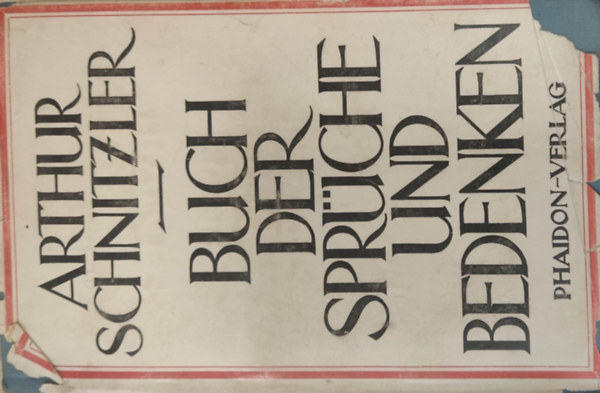 ARTHUR
SCHNITZLER
BUCH
DER
SPRÜCHE
UND
BEDENKEN
PHAIDON-VERLAG